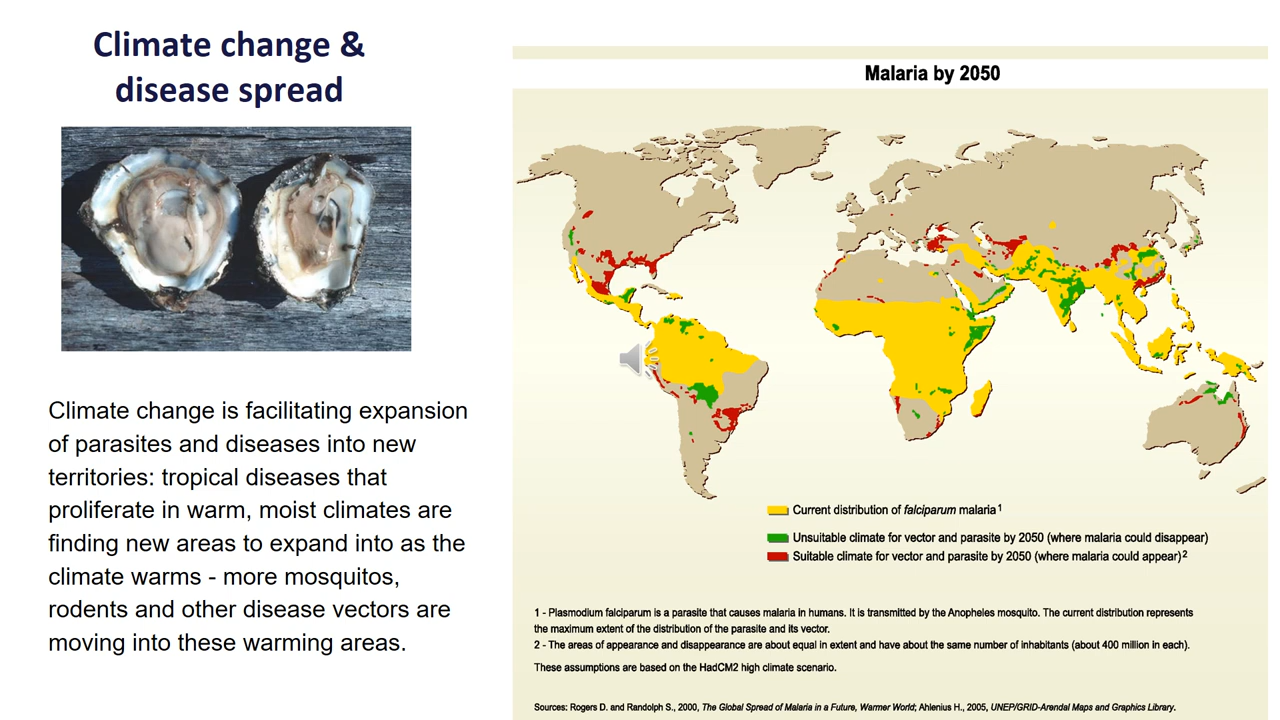 Climate change &
disease spread
Climate change is facilitating expansion
of parasites and diseases into new
territories: tropical diseases that
proliferate in warm, moist climates are
finding new areas to expand into as the
climate warms - more mosquitos,
rodents and other disease vectors are
moving into these warming areas.
Malaria by 2050
Current distribution of falciparum malaria 1
Unsuitable climate for vector and parasite by 2050 (where malaria could disappear)
Suitable climate for vector and parasite by 2050 (where malaria could appear) 2
1 - Plasmodium falciparum is a parasite that causes malaria in humans. It is transmitted by the Anopheles mosquito. The current distribution represents
the maximum extent of the distribution of the parasite and its vector.
2 - The areas of appearance and disappearance are about equal in extent and have about the same number of inhabitants (about 400 million in each).
These assumptions are based on the HadCM2 high climate scenario.
Sources: Rogers D. and Randolph S., 2000, The Global Spread of Malaria in a Future, Warmer World; Ahlenius H., 2005, UNEP/GRID-Arendal Maps and Graphics Library.